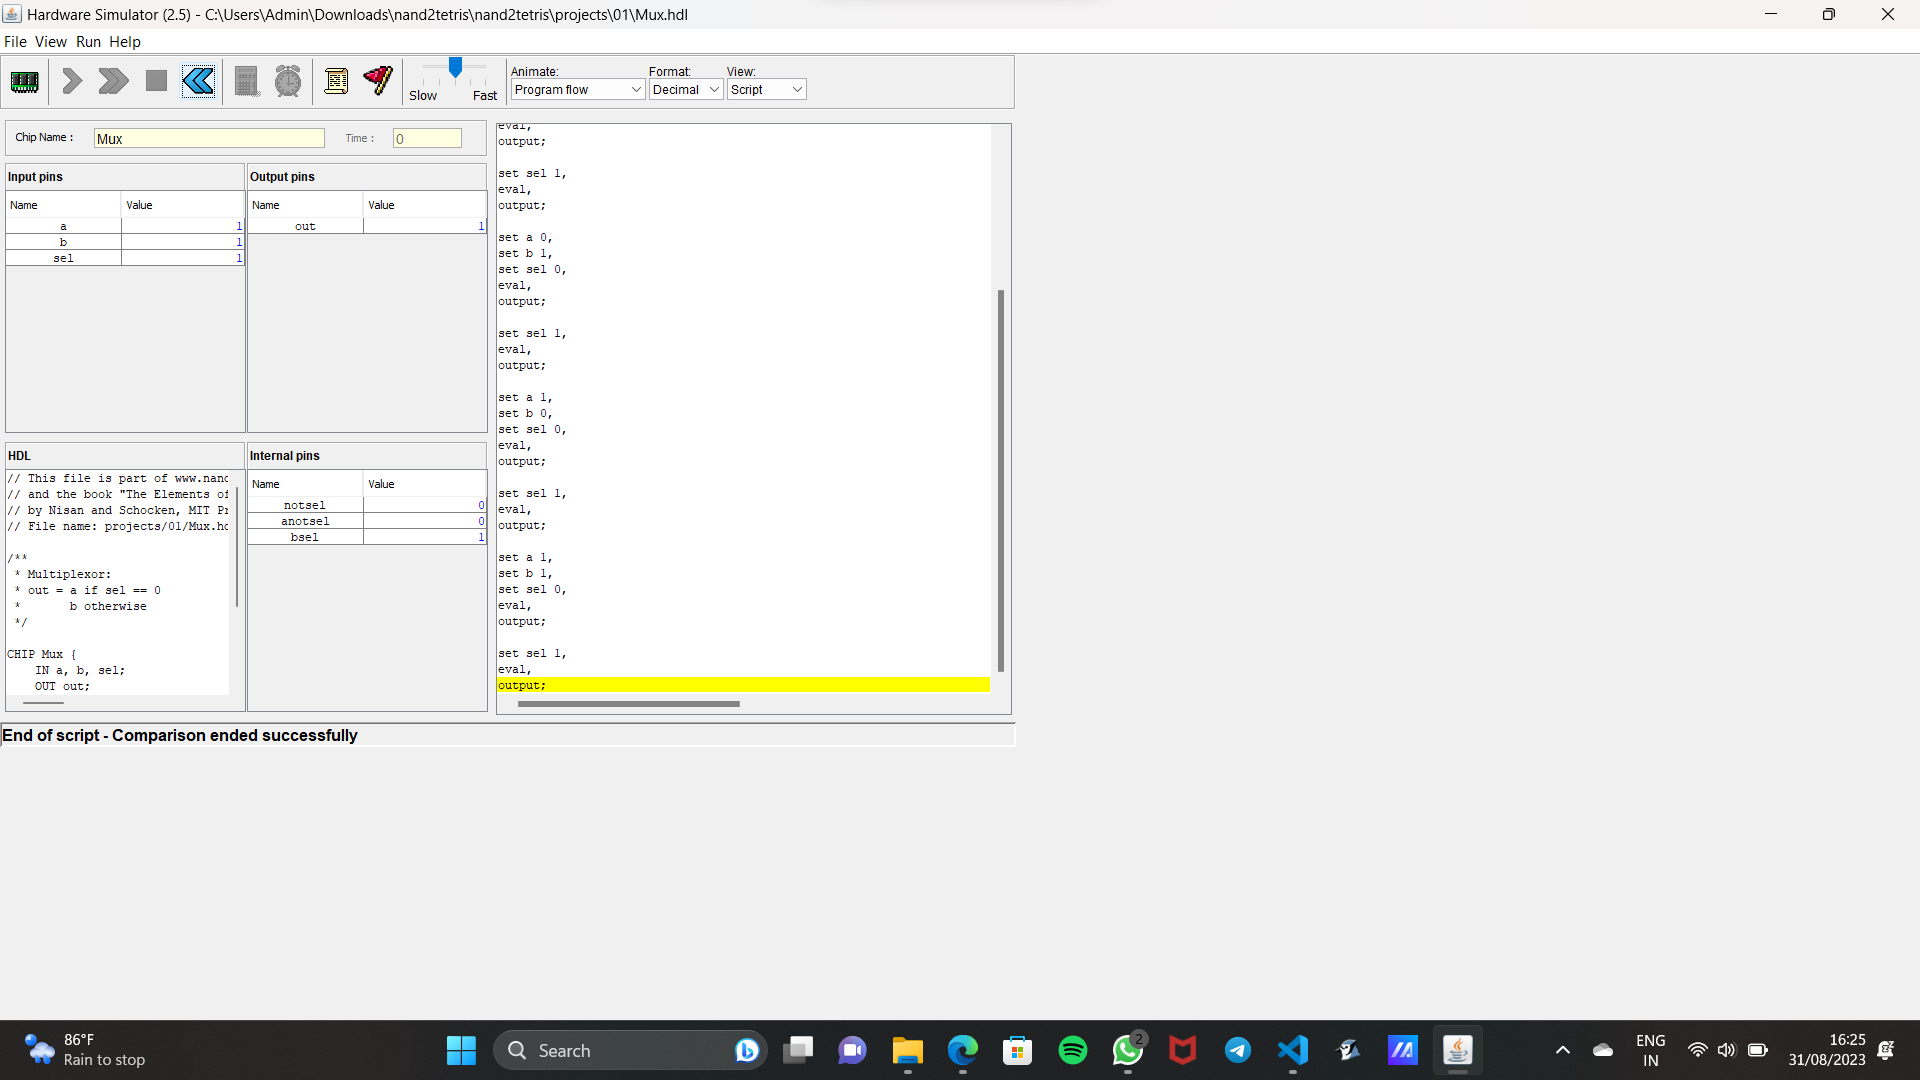 Hardware Simulator (2.5) - C:\Users\Admin\Downloads\nand2tetris\nand2tetris\projects\01\Mux.hdl
File View Run Help
Slow Fast
Animate: Format: View:
Program flow Decimal Script
Chip Name : Mux Time : 0
Input pins
Name Value
a 1
b 1
sel 1
Output pins
Name Value
out 1
HDL
// This file is part of www.nand
// and the book "The Elements of
// by Nisan and Schocken, MIT Pr
// File name: projects/01/Mux.hd
/**
* Multiplexor:
* out = a if sel == 0
* b otherwise
*/
CHIP Mux {
IN a, b, sel;
OUT out;
Internal pins
Name Value
notsel 0
anotsel 0
bsel 1
eval,
output;
set sel 1,
eval,
output;
set a 0,
set b 1,
set sel 0,
eval,
output;
set sel 1,
eval,
output;
set a 1,
set b 0,
set sel 0,
eval,
output;
set sel 1,
eval,
output;
set a 1,
set b 1,
set sel 0,
eval,
output;
set sel 1,
eval,
output;
End of script - Comparison ended successfully
86°F
Rain to stop
Search
2
ENG
IN
16:25
31/08/2023